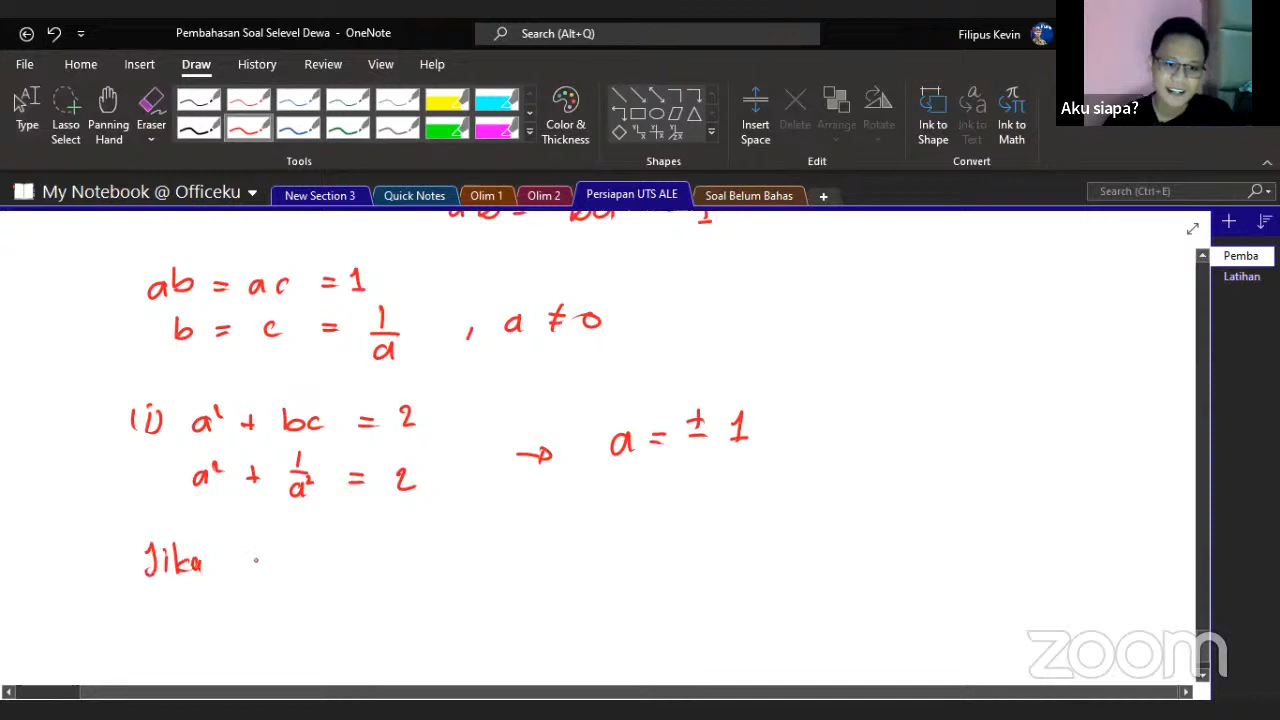 Pembahasan Soal Selevel Dewa - OneNote
Search (Alt+Q)
Filipus Kevin
File Home Insert Draw History Review View Help
Aku siapa?
Type
Lasso Select
Panning Hand
Eraser
Color & Thickness
Insert Space
Delete
Arrange
Rotate
Ink to Shape
Ink to Text
Ink to Math
Tools
Shapes
Edit
Convert
My Notebook @ Officeku
New Section 3
Quick Notes
Olim 1
Olim 2
Persiapan UTS ALE
Soal Belum Bahas
Search (Ctrl+E)
Pemba
Latihan
ab = ac = 1
b = c = 1/a , a ≠ 0
(i) a² + bc = 2
a² + 1/a² = 2 → a = ± 1
Jika
zoom